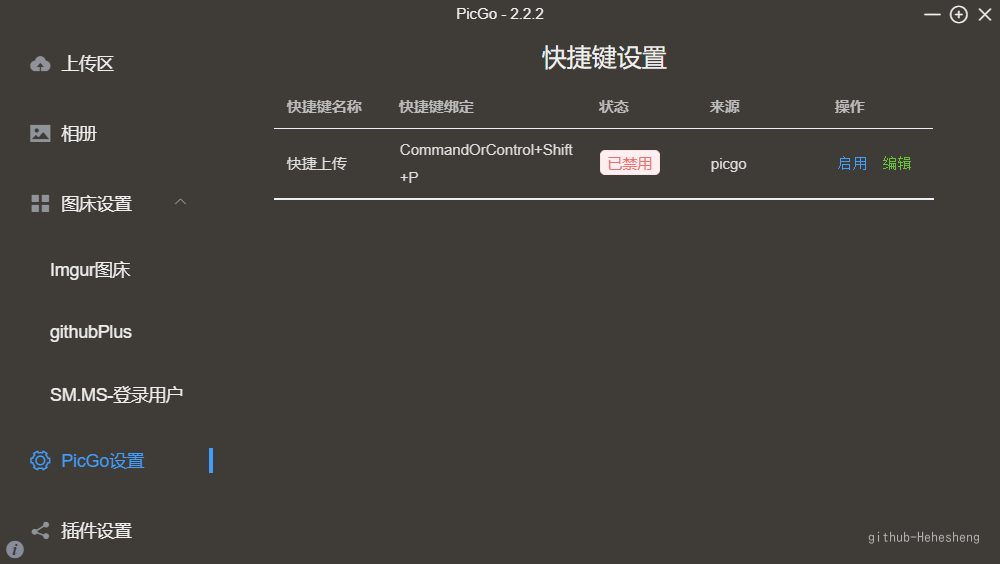 PicGo - 2.2.2
上传区
相册
图床设置
Imgur图床
githubPlus
SM.MS-登录用户
PicGo设置
插件设置
快捷键设置
快捷键名称 快捷键绑定 状态 来源 操作
快捷上传 CommandOrControl+Shift
+P 已禁用 picgo 启用 编辑
github-Hehesheng